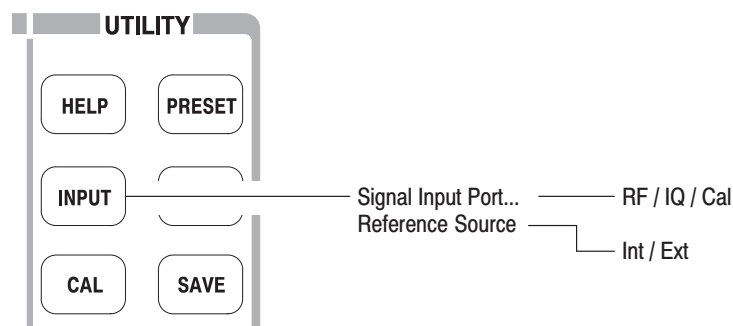 UTILITY
HELP PRESET
INPUT Signal Input Port... RF / IQ / Cal
Reference Source
Int / Ext
CAL SAVE